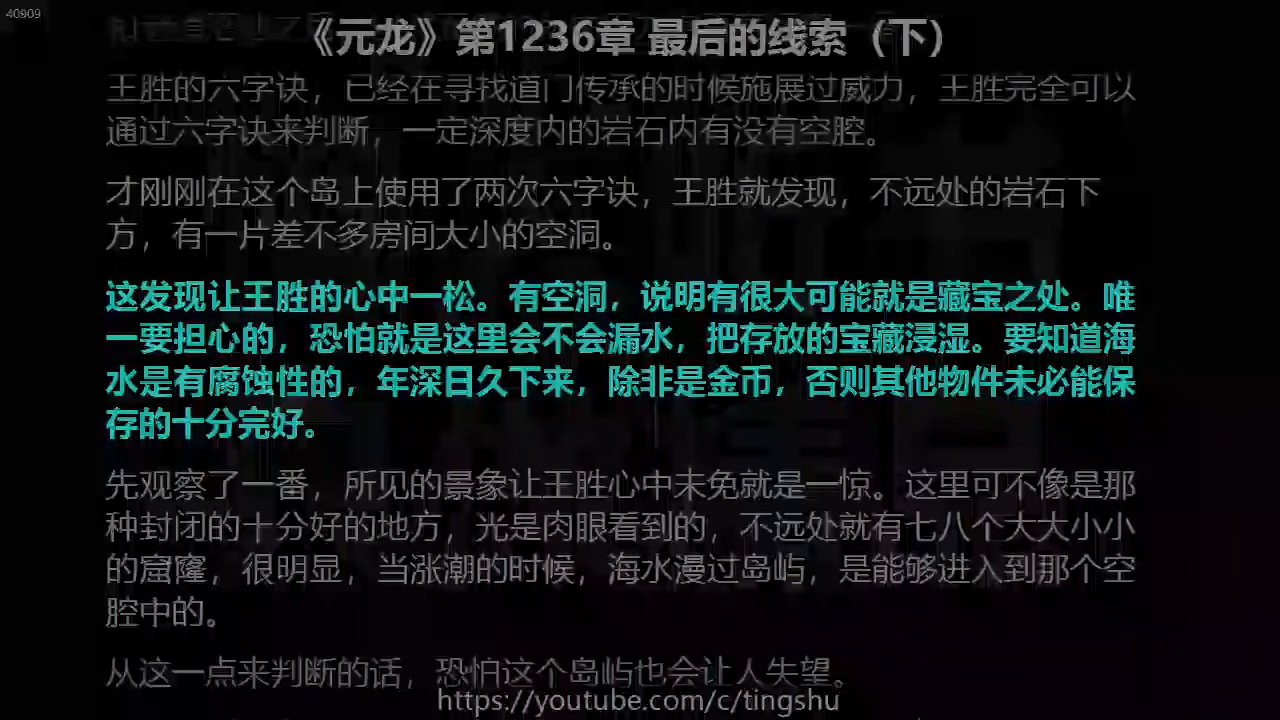 40909
《元龙》第1236章 最后的线索（下）
王胜的六字诀，已经在寻找道门传承的时候施展过威力，王胜完全可以
通过六字诀来判断，一定深度内的岩石内有没有空腔。
才刚刚在这个岛上使用了两次六字诀，王胜就发现，不远处的岩石下
方，有一片差不多房间大小的空洞。
这发现让王胜的心中一松。有空洞，说明有很大可能就是藏宝之处。唯
一要担心的，恐怕就是这里会不会漏水，把存放的宝藏浸湿。要知道海
水是有腐蚀性的，年深日久下来，除非是金币，否则其他物件未必能保
存的十分完好。
先观察了一番，所见的景象让王胜心中未免就是一惊。这里可不像是那
种封闭的十分好的地方，光是肉眼看到的，不远处就有七八个大大小小
的窟窿，很明显，当涨潮的时候，海水漫过岛屿，是能够进入到那个空
腔中的。
从这一点来判断的话，恐怕这个岛屿也会让人失望。
https://youtube.com/c/tingshu